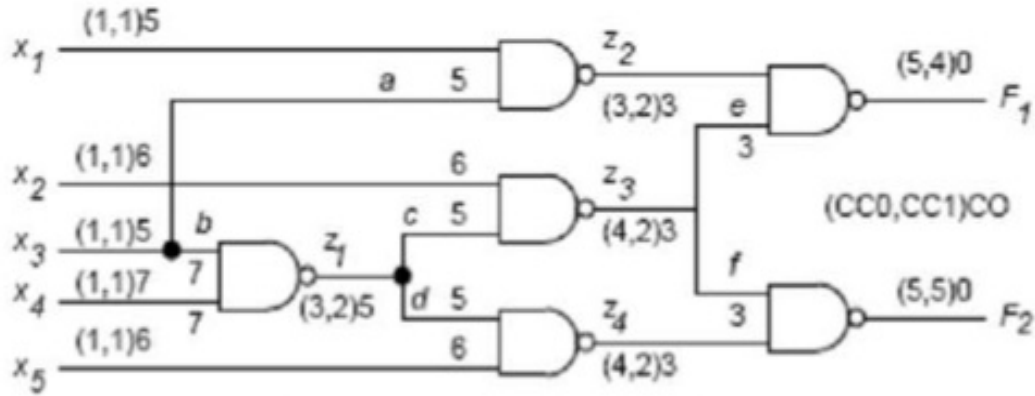 x1 (1,1)5
a 5
z2
(3,2)3
(5,4)0
F1
e
3
x2 (1,1)6
6
z3
(4,2)3
(CC0,CC1)CO
x3 (1,1)5
b
7
c 5
z1
(3,2)5
x4 (1,1)7
7
d 5
f
3
z4
(4,2)3
(5,5)0
F2
x5 (1,1)6
6